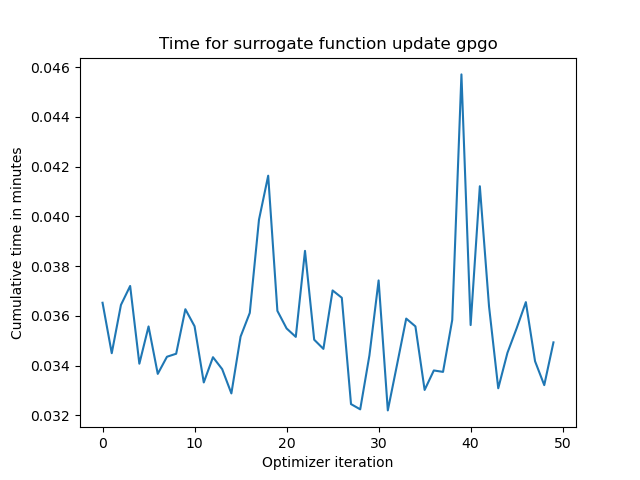 Time for surrogate function update gpgo
0.046
0.044
0.042
0.040
0.038
0.036
0.034
0.032
Cumulative time in minutes
0 10 20 30 40 50
Optimizer iteration